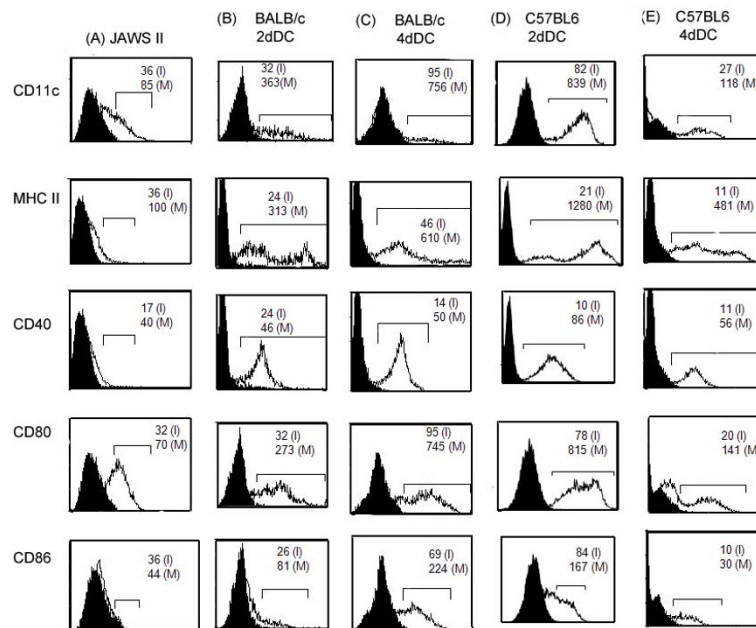 (A) JAWS II
(B) BALB/c
2dDC
(C) BALB/c
4dDC
(D) C57BL6
2dDC
(E) C57BL6
4dDC
CD11c
36 (I)
85 (M)
32 (I)
363(M)
95 (I)
756 (M)
82 (I)
839 (M)
27 (I)
118 (M)
MHC II
36 (I)
100 (M)
24 (I)
313 (M)
46 (I)
610 (M)
21 (I)
1280 (M)
11 (I)
481 (M)
CD40
17 (I)
40 (M)
24 (I)
46 (M)
14 (I)
50 (M)
10 (I)
86 (M)
11 (I)
56 (M)
CD80
32 (I)
70 (M)
32 (I)
273 (M)
95 (I)
745 (M)
78 (I)
815 (M)
20 (I)
141 (M)
CD86
36 (I)
44 (M)
26 (I)
81 (M)
69 (I)
224 (M)
84 (I)
167 (M)
10 (I)
30 (M)